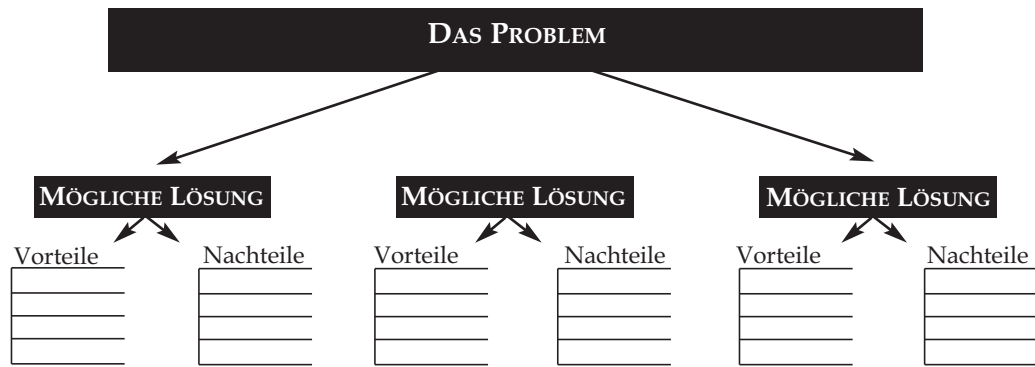 DAS PROBLEM
MÖGLICHE LÖSUNG MÖGLICHE LÖSUNG MÖGLICHE LÖSUNG
Vorteile Nachteile Vorteile Nachteile Vorteile Nachteile